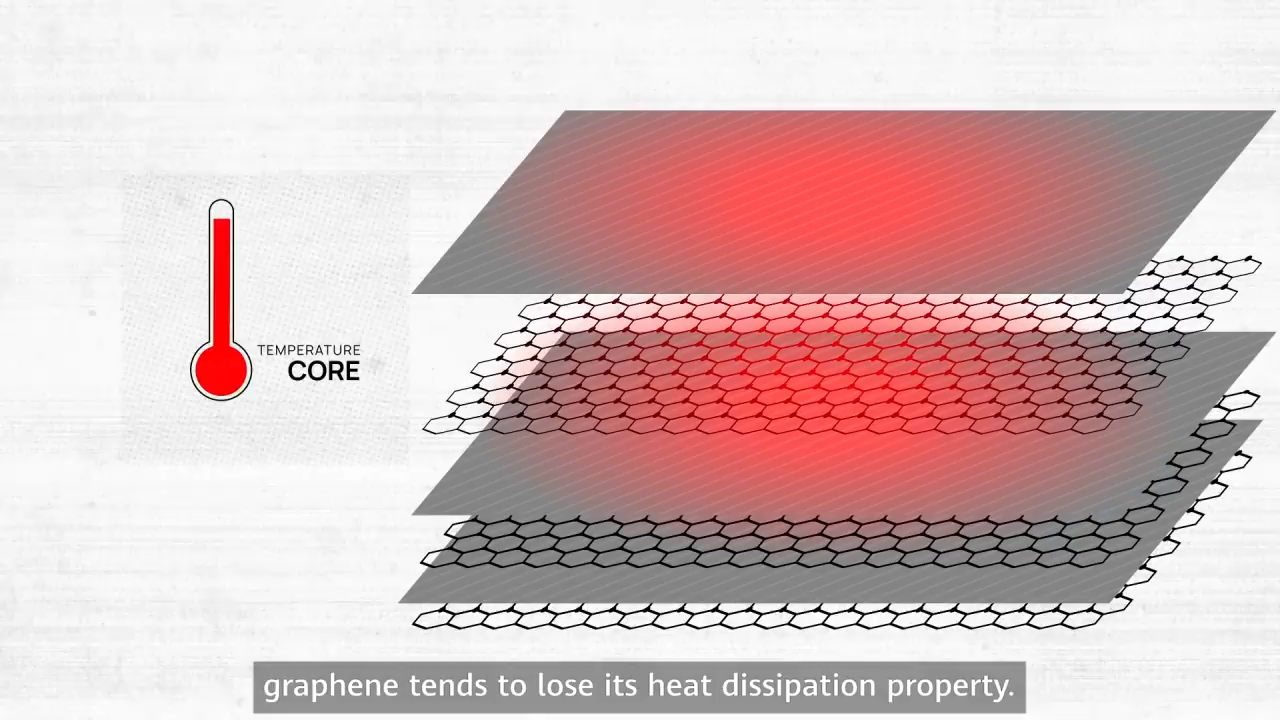 TEMPERATURE
CORE
graphene tends to lose its heat dissipation property.